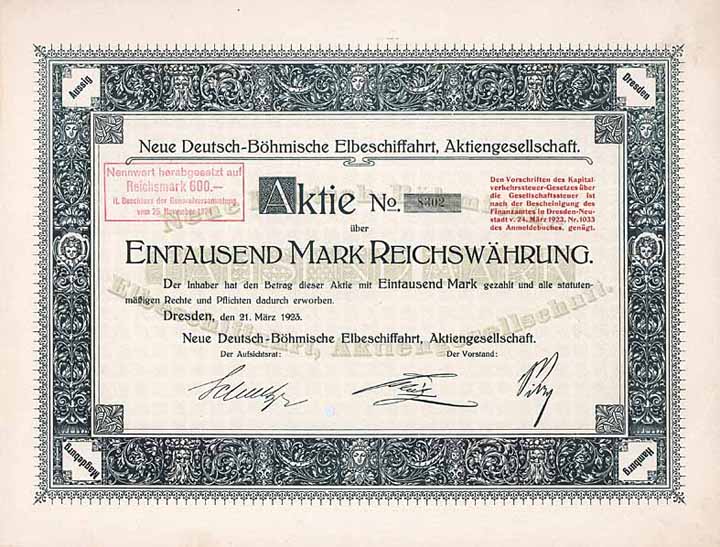 Aussig
Dresden
Neue Deutsch-Böhmische Elbeschiffahrt, Aktiengesellschaft.
Nennwert herabgesetzt auf
Reichsmark 600.—
lt. Beschluss der Generalversammlung
vom 25. November 1924
Aktie No. 8302
Den Vorschriften des Kapital-
verkehrssteuer-Gesetzes über
die Gesellschaftssteuer ist
nach der Bescheinigung des
Finanzamtes in Dresden-Neu-
stadt v. 24. März 1923, Nr. 1033
des Anmeldebuches, genügt.
über
EINTAUSEND MARK REICHSWÄHRUNG.
Der Inhaber hat den Betrag dieser Aktie mit Eintausend Mark gezahlt und alle statuten-
mäßigen Rechte und Pflichten dadurch erworben.
Dresden, den 21. März 1923.
Neue Deutsch-Böhmische Elbeschiffahrt, Aktiengesellschaft.
Der Aufsichtsrat:
Der Vorstand:
Magdeburg
Hamburg